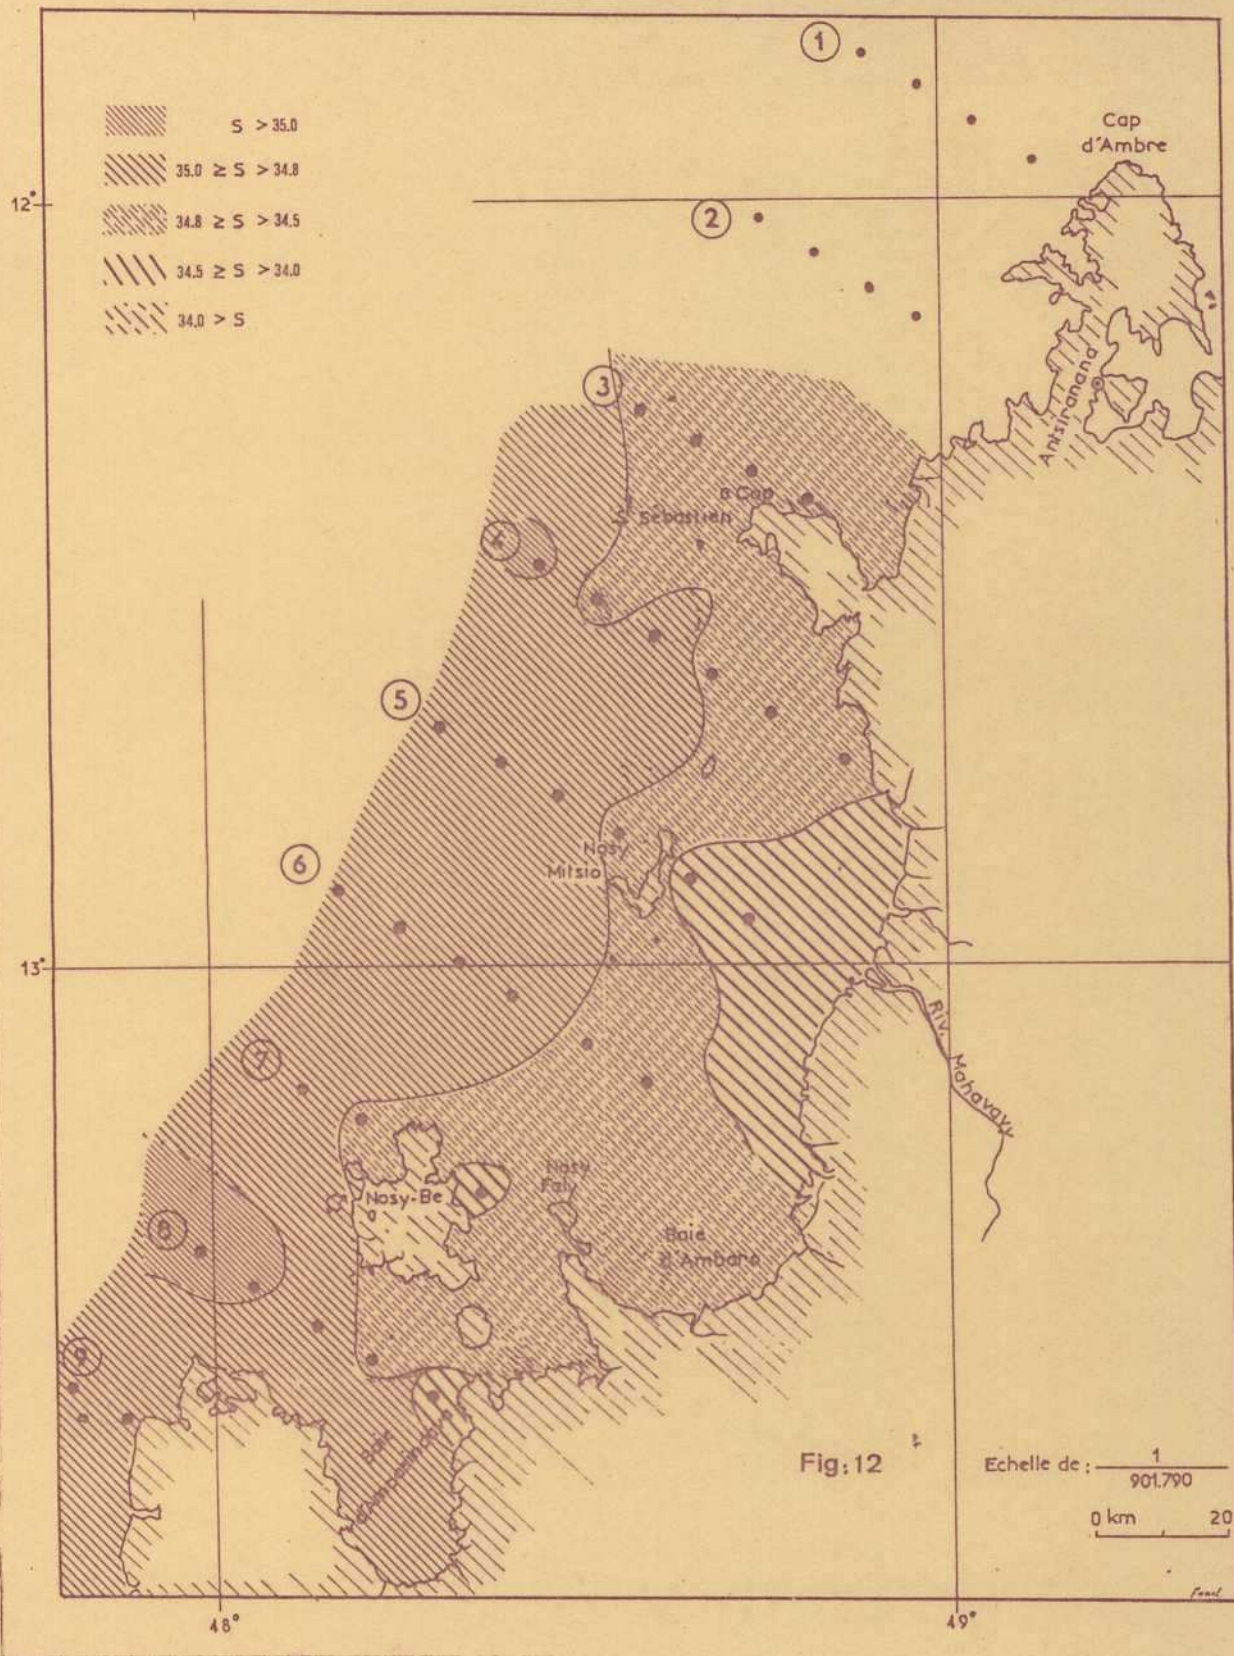 1
S > 35.0
Cap
d'Ambre
35.0 ≥ S > 34.8
12°
34.8 ≥ S > 34.5
2
34.5 ≥ S > 34.0
34.0 > S
3
Antsiranana
Cap
St Sébastien
4
5
Nosy
Mitsio
6
13°
Riv. Mahavavy
7
Nosy
Faly
Nosy-Be
8
Baie
d'Ambaro
9
Baie
Fig:12
Echelle de : 1
901.790
0 km 20
48°
49°